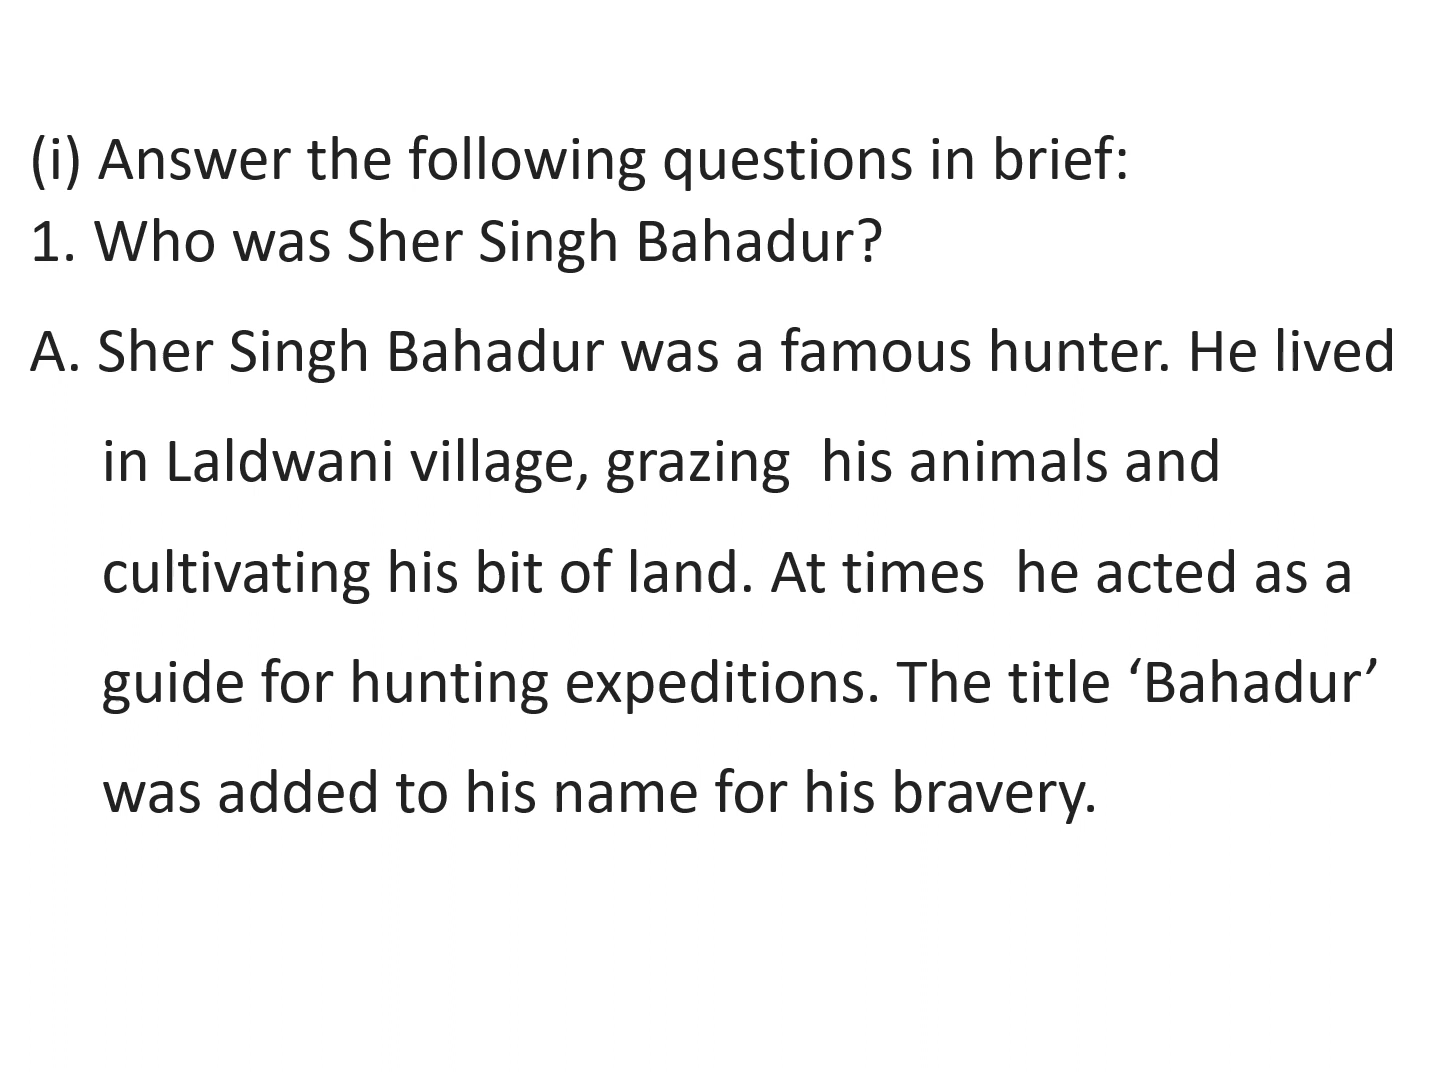 (i) Answer the following questions in brief:
1. Who was Sher Singh Bahadur?
A. Sher Singh Bahadur was a famous hunter. He lived
in Laldwani village, grazing  his animals and
cultivating his bit of land. At times  he acted as a
guide for hunting expeditions. The title ‘Bahadur’
was added to his name for his bravery.